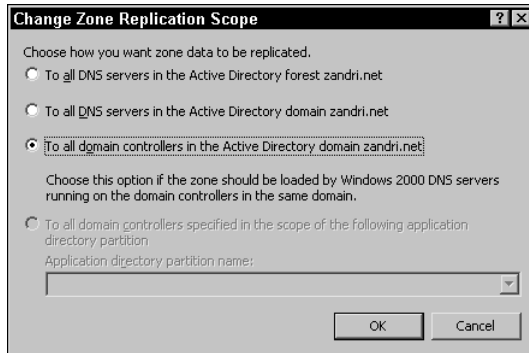 Change Zone Replication Scope
Choose how you want zone data to be replicated.
To all DNS servers in the Active Directory forest zandri.net
To all DNS servers in the Active Directory domain zandri.net
To all domain controllers in the Active Directory domain zandri.net
Choose this option if the zone should be loaded by Windows 2000 DNS servers
running on the domain controllers in the same domain.
To all domain controllers specified in the scope of the following application
directory partition
Application directory partition name:
OK
Cancel